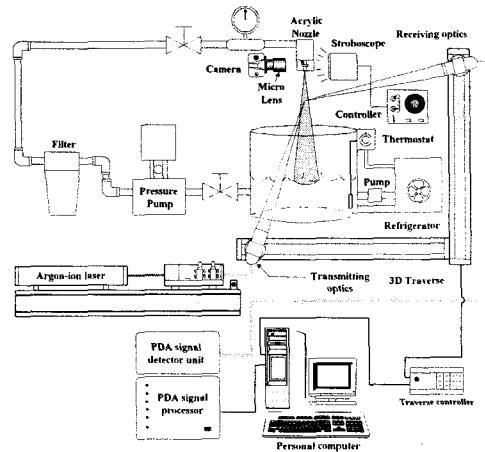 Acrylic
Nozzle
Stroboscope
Receiving optics
Camera
Micro
Lens
Controller
Thermostat
Filter
Pressure
Pump
Pump
Refrigerator
Argon-ion laser
Transmitting
optics
3D Traverse
PDA signal
detector unit
PDA signal
processor
Personal computer
Traverse controller